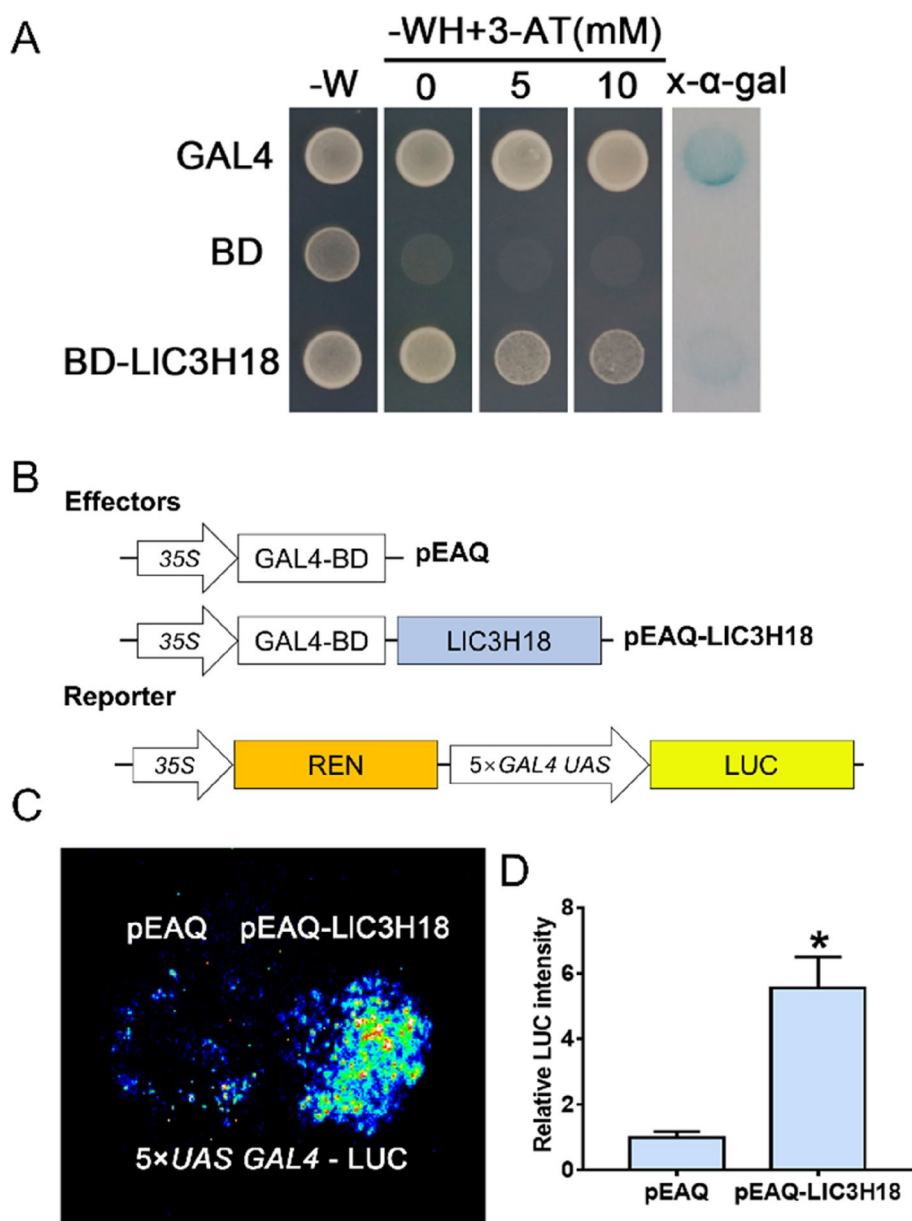 A
-WH+3-AT(mM)
-W 0 5 10 x-α-gal
GAL4
BD
BD-LIC3H18
B
Effectors
35S GAL4-BD pEAQ
35S GAL4-BD LIC3H18 pEAQ-LIC3H18
Reporter
35S REN 5×GAL4 UAS LUC
C
pEAQ pEAQ-LIC3H18
5×UAS GAL4 - LUC
D
Relative LUC intensity
8
6
4
2
0
*
pEAQ pEAQ-LIC3H18